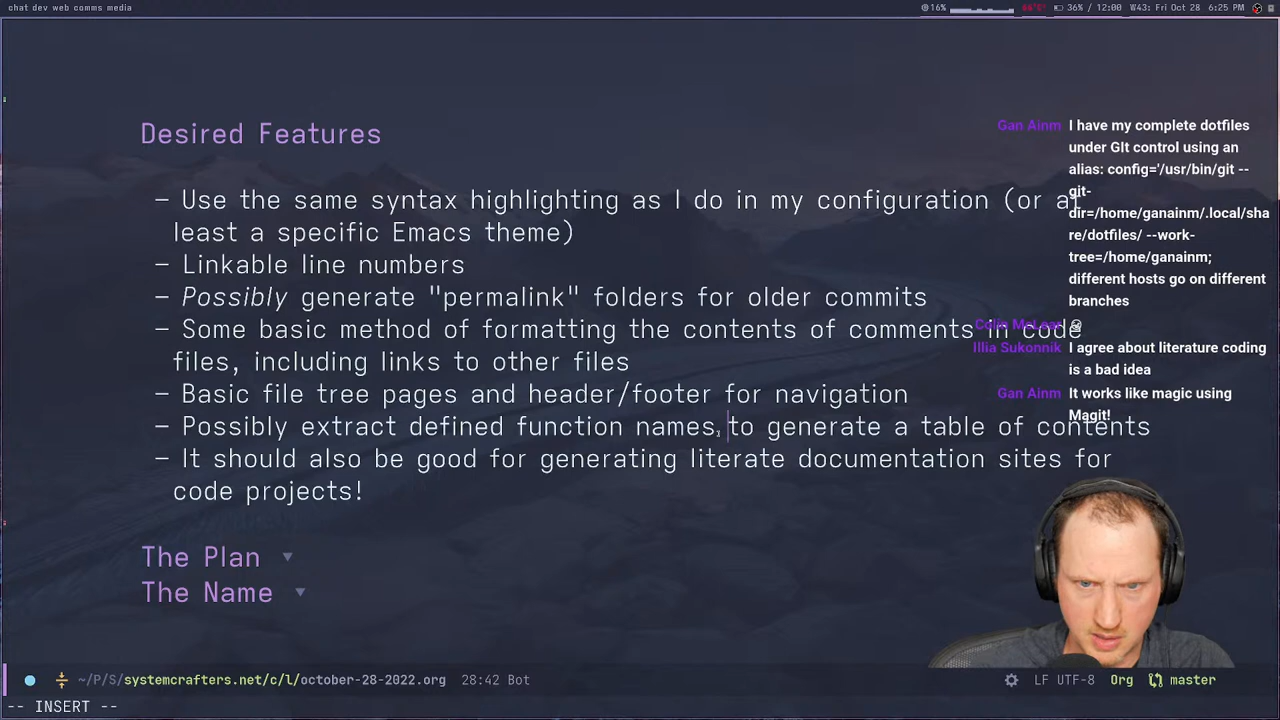 chat dev web comms media
16%
36% / 12:00 W43: Fri Oct 28 6:25 PM
Desired Features
– Use the same syntax highlighting as I do in my configuration (or at
least a specific Emacs theme)
– Linkable line numbers
– Possibly generate "permalink" folders for older commits
– Some basic method of formatting the contents of comments in code
files, including links to other files
– Basic file tree pages and header/footer for navigation
– Possibly extract defined function names, to generate a table of contents
– It should also be good for generating literate documentation sites for
code projects!
The Plan ▾
The Name ▾
Gan Ainm I have my complete dotfiles
under GIt control using an
alias: config='/usr/bin/git --
git-
dir=/home/ganainm/.local/sha
re/dotfiles/ --work-
tree=/home/ganainm;
different hosts go on different
branches
Colin McLear
Illia Sukonnik I agree about literature coding
is a bad idea
Gan Ainm It works like magic using
Magit!
~/P/S/systemcrafters.net/c/l/october-28-2022.org 28:42 Bot
LF UTF-8 Org master
-- INSERT --